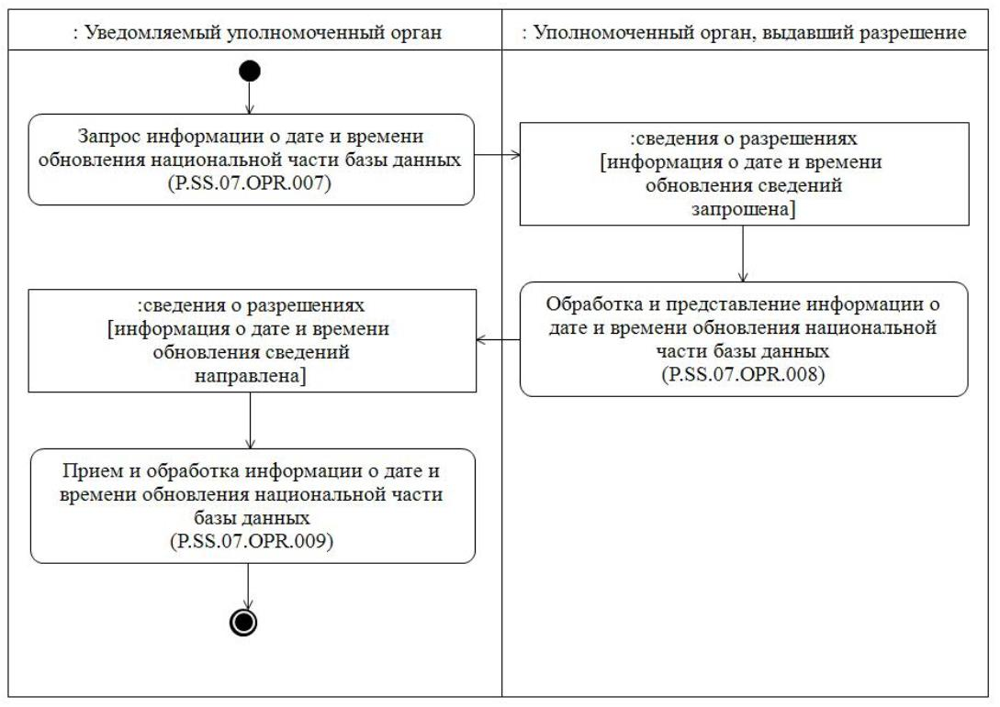 : Уведомляемый уполномоченный орган
: Уполномоченный орган, выдавший разрешение
Запрос информации о дате и времени
обновления национальной части базы данных
(P.SS.07.OPR.007)
:сведения о разрешениях
[информация о дате и времени
обновления сведений
запрошена]
Обработка и представление информации о
дате и времени обновления национальной
части базы данных
(P.SS.07.OPR.008)
:сведения о разрешениях
[информация о дате и времени
обновления сведений
направлена]
Прием и обработка информации о дате и
времени обновления национальной части
базы данных
(P.SS.07.OPR.009)